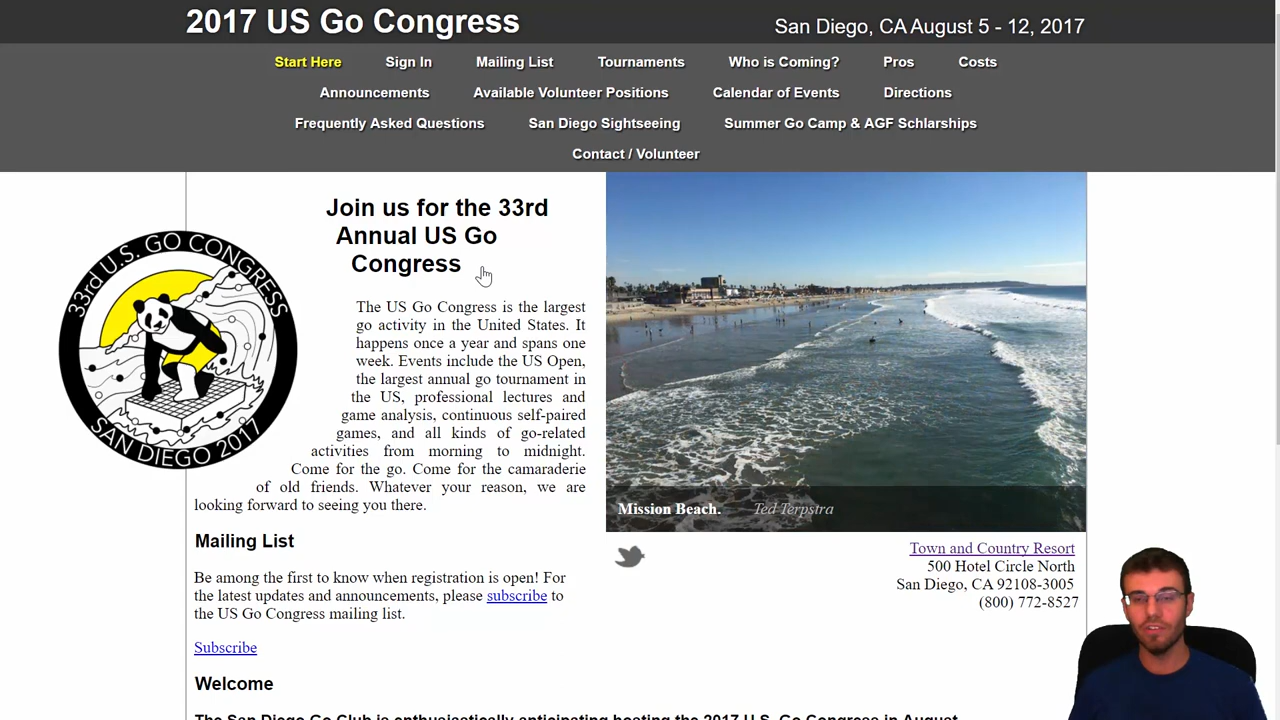 2017 US Go Congress
San Diego, CA August 5 - 12, 2017
Start Here Sign In Mailing List Tournaments Who is Coming? Pros Costs
Announcements Available Volunteer Positions Calendar of Events Directions
Frequently Asked Questions San Diego Sightseeing Summer Go Camp & AGF Schlarships
Contact / Volunteer
33rd U.S. GO CONGRESS
SAN DIEGO 2017
Join us for the 33rd
Annual US Go
Congress
The US Go Congress is the largest
go activity in the United States. It
happens once a year and spans one
week. Events include the US Open,
the largest annual go tournament in
the US, professional lectures and
game analysis, continuous self-paired
games, and all kinds of go-related
activities from morning to midnight.
Come for the go. Come for the camaraderie
of old friends. Whatever your reason, we are
looking forward to seeing you there.
Mailing List
Be among the first to know when registration is open! For
the latest updates and announcements, please subscribe to
the US Go Congress mailing list.
Subscribe
Welcome
The San Diego Go Club is enthusiastically anticipating hosting the 2017 U.S. Go Congress in August
Mission Beach. Ted Terpstra
Town and Country Resort
500 Hotel Circle North
San Diego, CA 92108-3005
(800) 772-8527